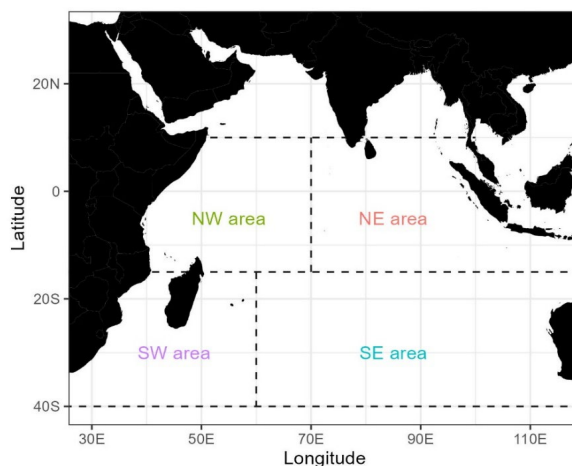 20N
Latitude
0
NW area
NE area
20S
SW area
SE area
40S
30E
50E
70E
90E
110E
Longitude